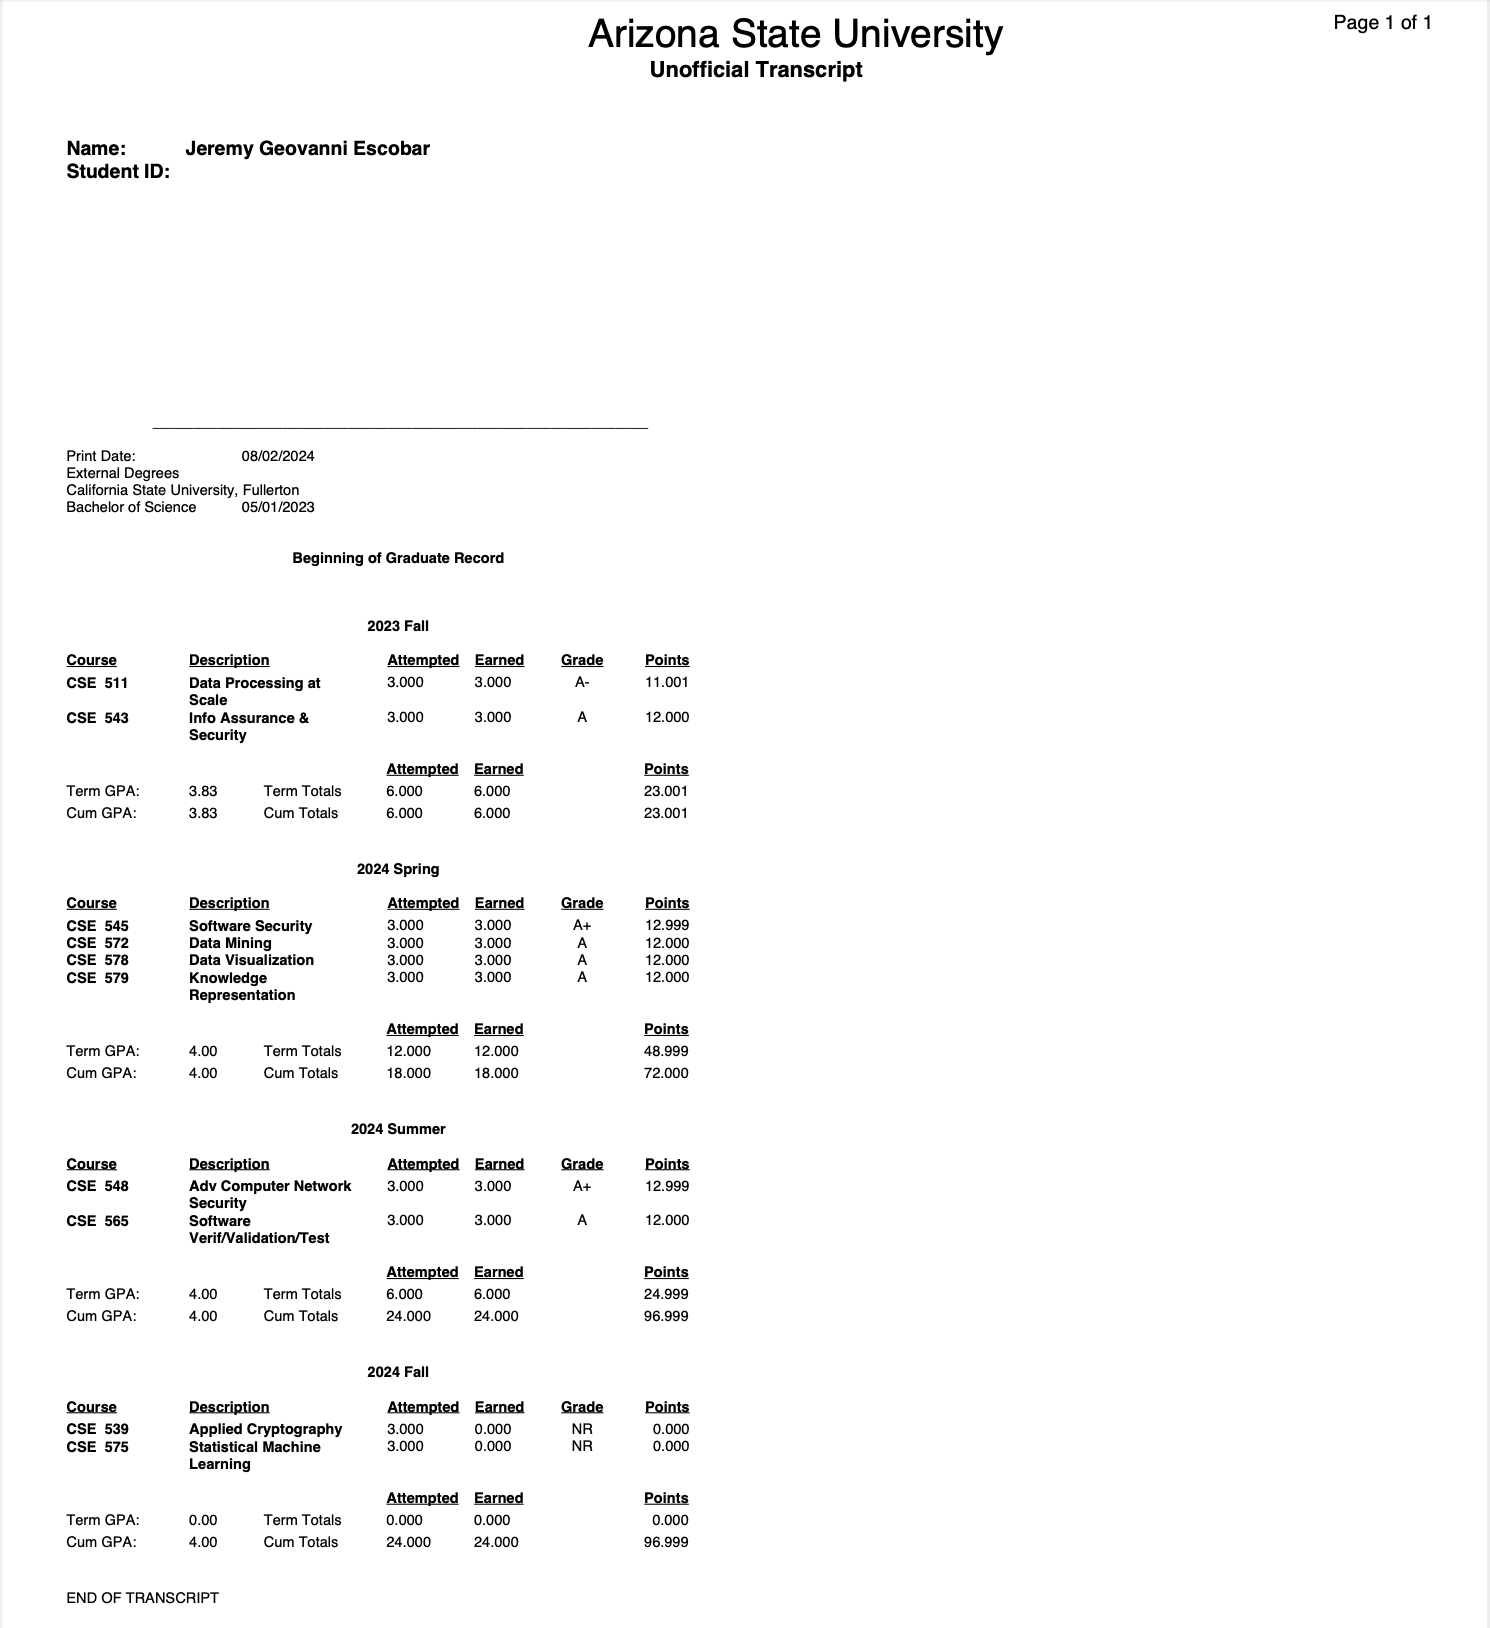 Arizona State University
Page 1 of 1
Unofficial Transcript
Name: Jeremy Geovanni Escobar
Student ID:
Print Date: 08/02/2024
External Degrees
California State University, Fullerton
Bachelor of Science 05/01/2023
Beginning of Graduate Record
2023 Fall
Course Description Attempted Earned Grade Points
CSE 511 Data Processing at 3.000 3.000 A- 11.001
Scale
CSE 543 Info Assurance & 3.000 3.000 A 12.000
Security
Attempted Earned Points
Term GPA: 3.83 Term Totals 6.000 6.000 23.001
Cum GPA: 3.83 Cum Totals 6.000 6.000 23.001
2024 Spring
Course Description Attempted Earned Grade Points
CSE 545 Software Security 3.000 3.000 A+ 12.999
CSE 572 Data Mining 3.000 3.000 A 12.000
CSE 578 Data Visualization 3.000 3.000 A 12.000
CSE 579 Knowledge 3.000 3.000 A 12.000
Representation
Attempted Earned Points
Term GPA: 4.00 Term Totals 12.000 12.000 48.999
Cum GPA: 4.00 Cum Totals 18.000 18.000 72.000
2024 Summer
Course Description Attempted Earned Grade Points
CSE 548 Adv Computer Network 3.000 3.000 A+ 12.999
Security
CSE 565 Software 3.000 3.000 A 12.000
Verif/Validation/Test
Attempted Earned Points
Term GPA: 4.00 Term Totals 6.000 6.000 24.999
Cum GPA: 4.00 Cum Totals 24.000 24.000 96.999
2024 Fall
Course Description Attempted Earned Grade Points
CSE 539 Applied Cryptography 3.000 0.000 NR 0.000
CSE 575 Statistical Machine 3.000 0.000 NR 0.000
Learning
Attempted Earned Points
Term GPA: 0.00 Term Totals 0.000 0.000 0.000
Cum GPA: 4.00 Cum Totals 24.000 24.000 96.999
END OF TRANSCRIPT